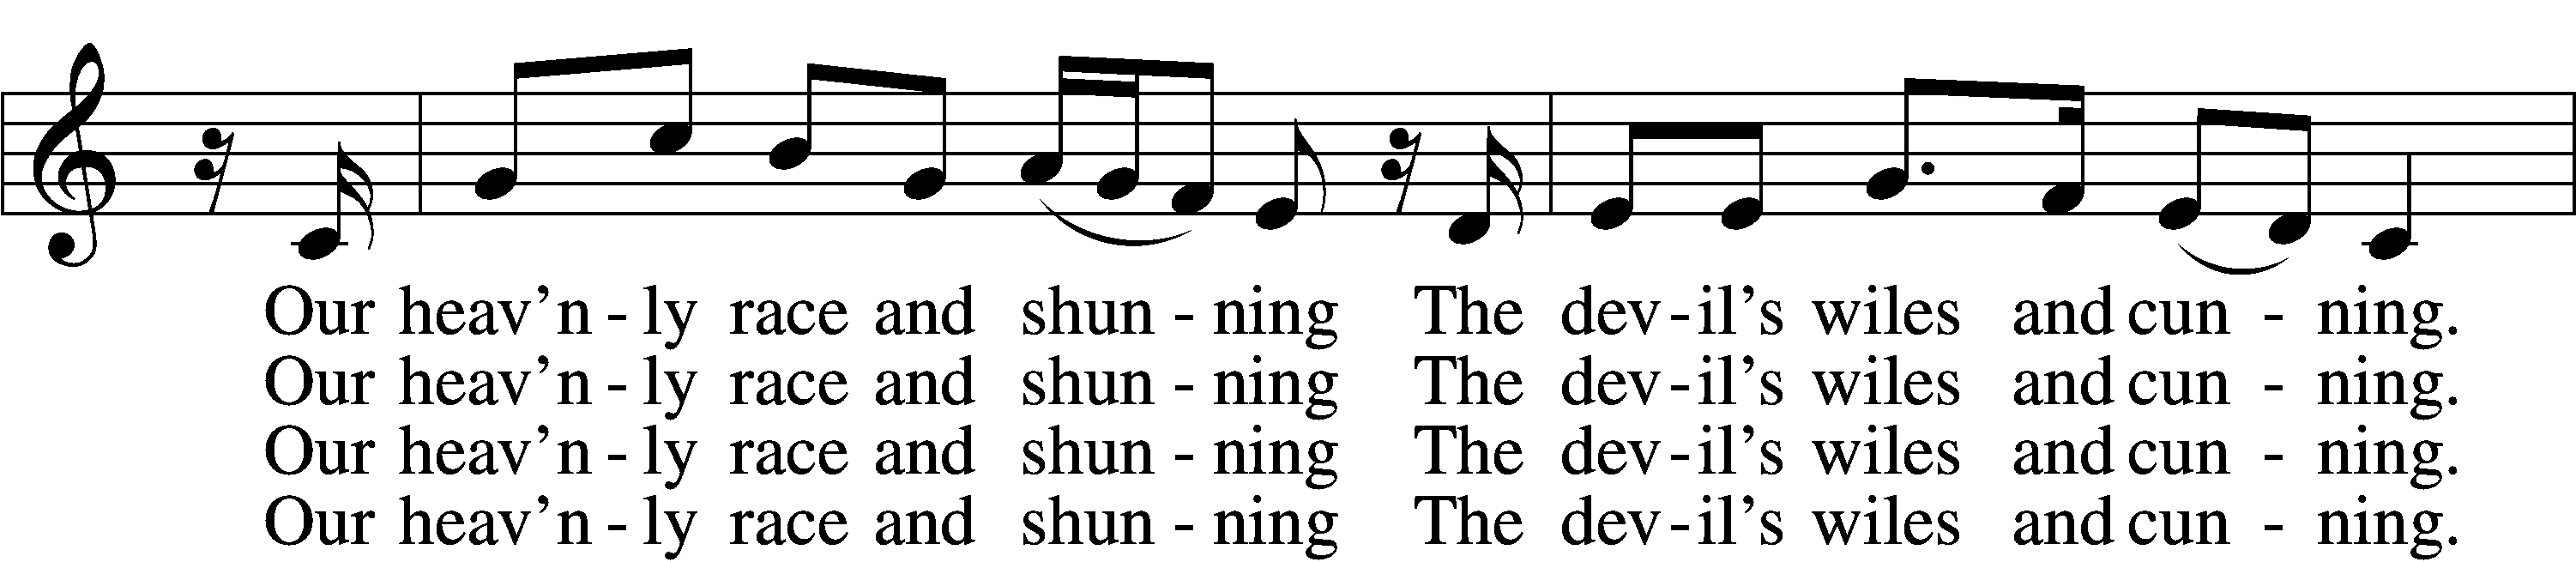 Our heav’n - ly race and shun - ning The dev - il’s wiles and cun - ning.
Our heav’n - ly race and shun - ning The dev - il’s wiles and cun - ning.
Our heav’n - ly race and shun - ning The dev - il’s wiles and cun - ning.
Our heav’n - ly race and shun - ning The dev - il’s wiles and cun - ning.